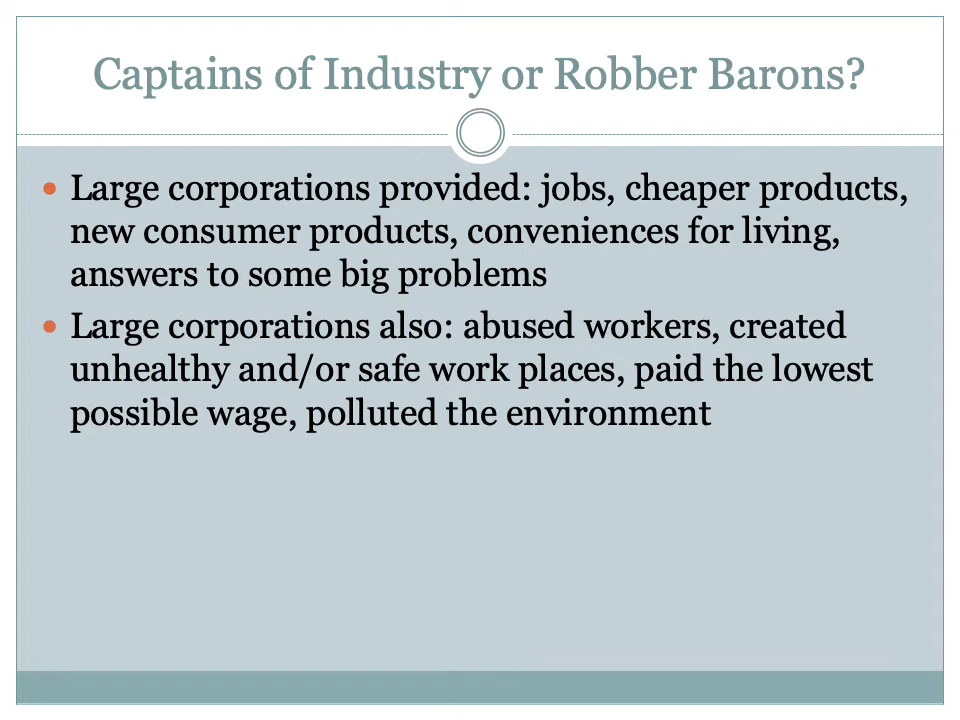 Captains of Industry or Robber Barons?
• Large corporations provided: jobs, cheaper products,
new consumer products, conveniences for living,
answers to some big problems
• Large corporations also: abused workers, created
unhealthy and/or safe work places, paid the lowest
possible wage, polluted the environment